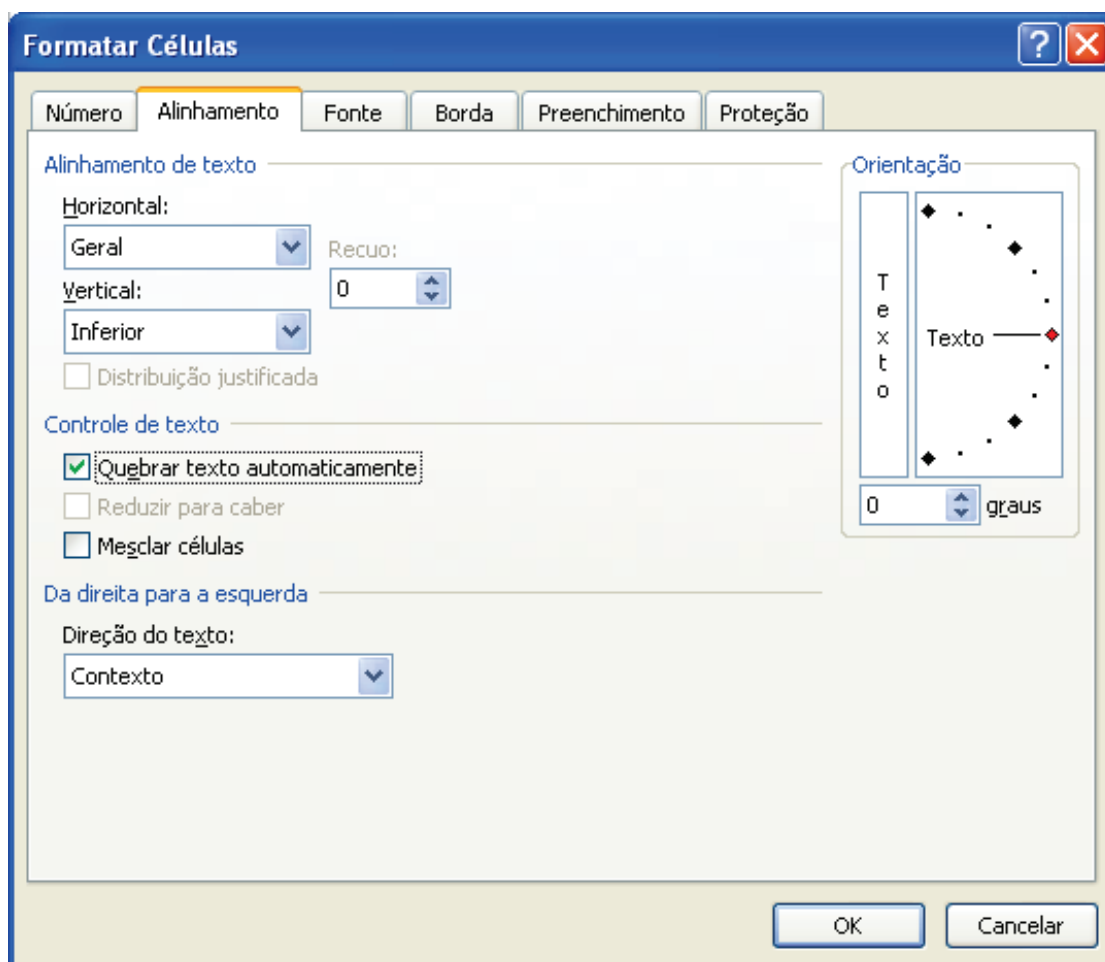 Formatar Células
Número Alinhamento Fonte Borda Preenchimento Proteção
Alinhamento de texto
Horizontal:
Geral
Recuo:
0
Vertical:
Inferior
Distribuição justificada
Controle de texto
Quebrar texto automaticamente
Reduzir para caber
Mesclar células
Da direita para a esquerda
Direção do texto:
Contexto
Orientação
T
e
x
t
o
Texto
0 graus
OK Cancelar